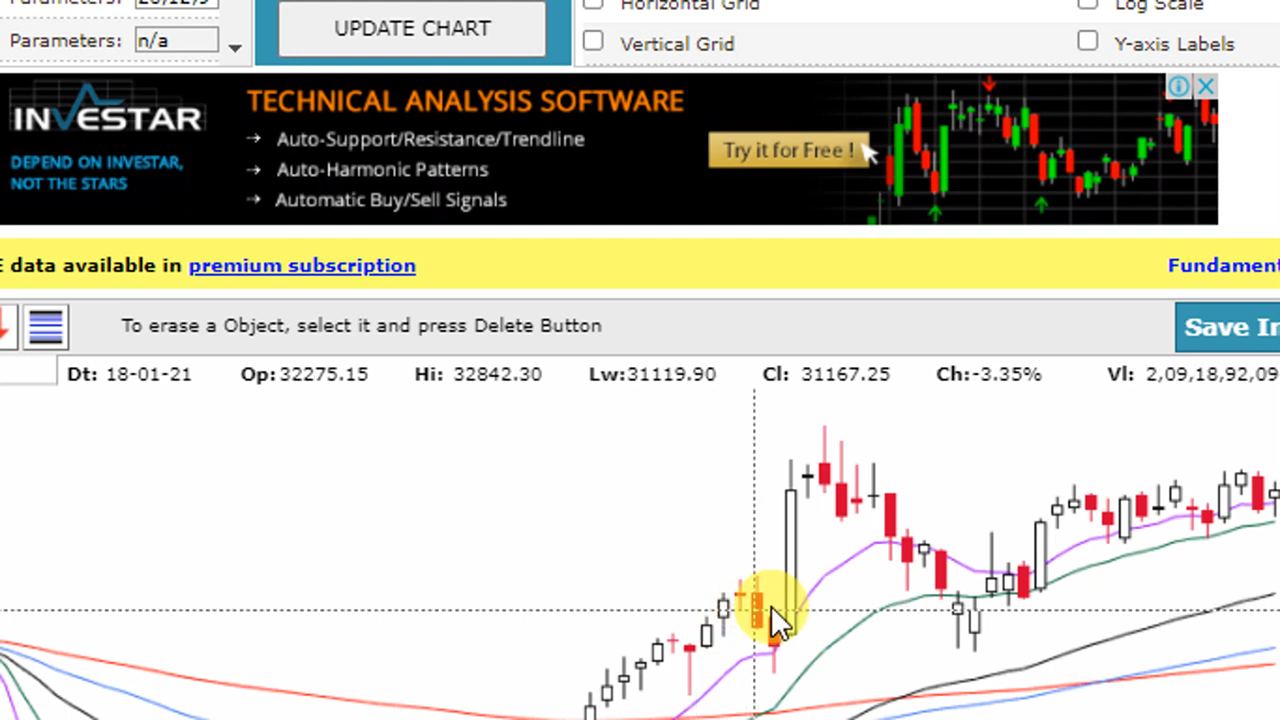 Parameters: 26,12,9
Parameters: n/a
UPDATE CHART
Horizontal Grid
Vertical Grid
Log Scale
Y-axis Labels
INVESTAR
DEPEND ON INVESTAR,
NOT THE STARS
TECHNICAL ANALYSIS SOFTWARE
→ Auto-Support/Resistance/Trendline
→ Auto-Harmonic Patterns
→ Automatic Buy/Sell Signals
Try it for Free !
E data available in premium subscription
Fundament
To erase a Object, select it and press Delete Button
Save Im
Dt: 18-01-21 Op:32275.15 Hi: 32842.30 Lw:31119.90 Cl: 31167.25 Ch:-3.35% Vl: 2,09,18,92,09